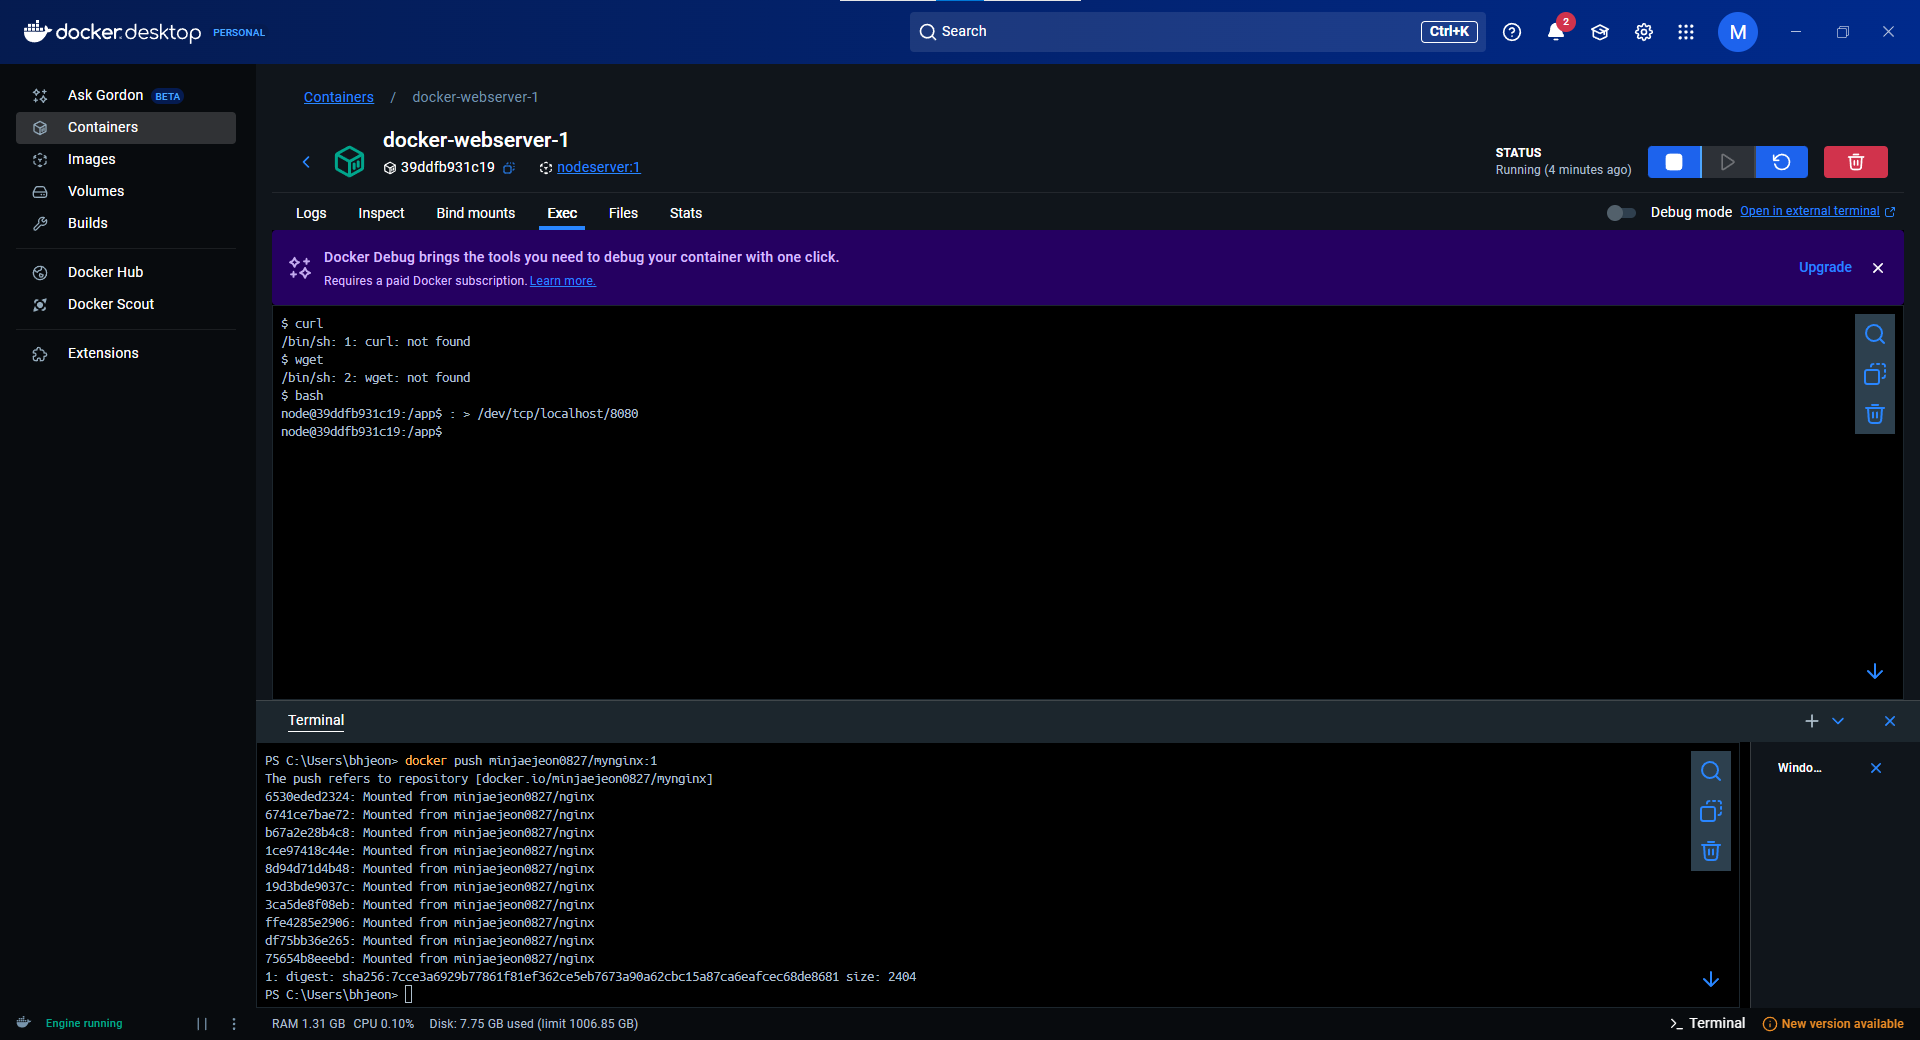 docker.desktop PERSONAL
Search
Ctrl+K
2
M
Ask Gordon BETA
Containers
Images
Volumes
Builds
Docker Hub
Docker Scout
Extensions
Containers / docker-webserver-1
docker-webserver-1
39ddfb931c19 nodeserver:1
STATUS
Running (4 minutes ago)
Logs Inspect Bind mounts Exec Files Stats
Debug mode Open in external terminal
Docker Debug brings the tools you need to debug your container with one click.
Requires a paid Docker subscription. Learn more.
Upgrade
$ curl
/bin/sh: 1: curl: not found
$ wget
/bin/sh: 2: wget: not found
$ bash
node@39ddfb931c19:/app$ : > /dev/tcp/localhost/8080
node@39ddfb931c19:/app$
Terminal
PS C:\Users\bhjeon> docker push minjaejeon0827/mynginx:1
The push refers to repository [docker.io/minjaejeon0827/mynginx]
6530eded2324: Mounted from minjaejeon0827/nginx
6741ce7bae72: Mounted from minjaejeon0827/nginx
b67a2e28b4c8: Mounted from minjaejeon0827/nginx
1ce97418c44e: Mounted from minjaejeon0827/nginx
8d94d71d4b48: Mounted from minjaejeon0827/nginx
19d3bde9037c: Mounted from minjaejeon0827/nginx
3ca5de8f08eb: Mounted from minjaejeon0827/nginx
ffe4285e2906: Mounted from minjaejeon0827/nginx
df75bb36e265: Mounted from minjaejeon0827/nginx
75654b8eeebd: Mounted from minjaejeon0827/nginx
1: digest: sha256:7cce3a6929b77861f81ef362ce5eb7673a90a62cbc15a87ca6eafcec68de8681 size: 2404
PS C:\Users\bhjeon>
Windo...
Engine running
RAM 1.31 GB CPU 0.10% Disk: 7.75 GB used (limit 1006.85 GB)
Terminal
New version available